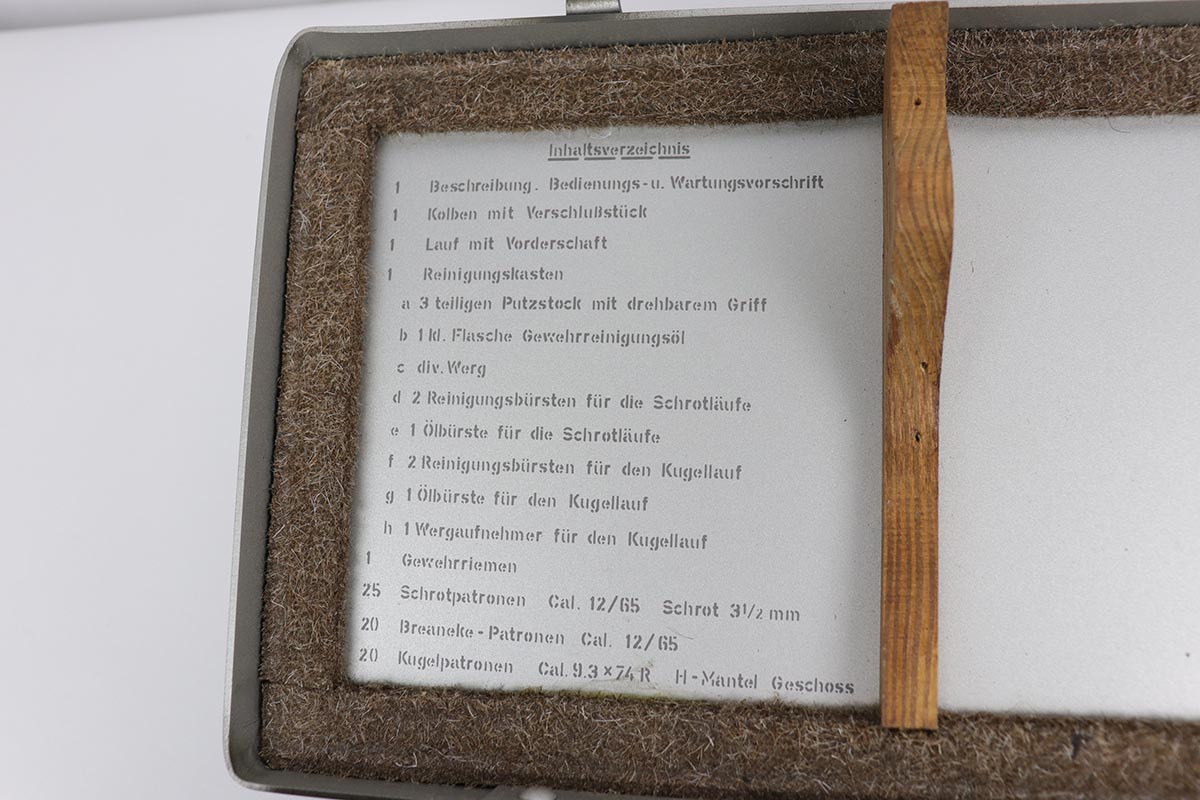 Inhaltsverzeichnis
1 Beschreibung. Bedienungs-u. Wartungsvorschrift
1 Kolben mit Verschlußstück
1 Lauf mit Vorderschaft
1 Reinigungskasten
a 3 teiligen Putzstock mit drehbarem Griff
b 1 kl. Flasche Gewehrreinigungsöl
c div. Werg
d 2 Reinigungsbürsten für die Schrotläufe
e 1 Ölbürste für die Schrotläufe
f 2 Reinigungsbürsten für den Kugellauf
g 1 Ölbürste für den Kugellauf
h 1 Wergaufnehmer für den Kugellauf
1 Gewehrriemen
25 Schrotpatronen Cal. 12/65 Schrot 3 1/2 mm
20 Breaneke-Patronen Cal. 12/65
20 Kugelpatronen Cal. 9.3 × 74 R H-Mantel Geschoss